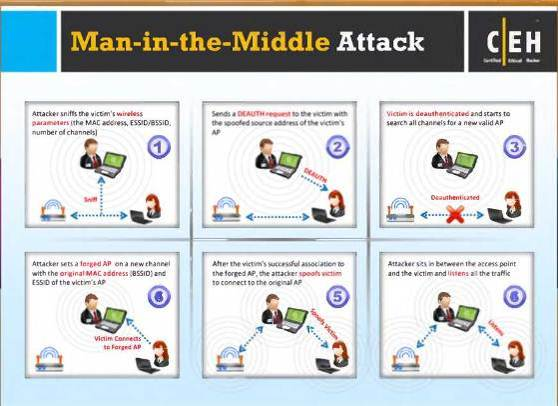 Man-in-the-Middle Attack
CEH
Certified Ethical Hacker
Attacker sniffs the victim's wireless
parameters (the MAC address, ESSID/BSSID,
number of channels)
1
Sniff
Sends a DEAUTH request to the victim with
the spoofed source address of the victim's
AP
2
DEAUTH
Victim is deauthenticated and starts to
search all channels for a new valid AP
3
Deauthenticated
Attacker sets a forged AP on a new channel
with the original MAC address (BSSID) and
ESSID of the victim's AP
Victim Connects
to Forged AP
After the victim's successful association to
the forged AP, the attacker spoofs victim
to connect to the original AP
5
Spoofs Victim
Attacker sits in between the access point
and the victim and listens all the traffic
6
Listens